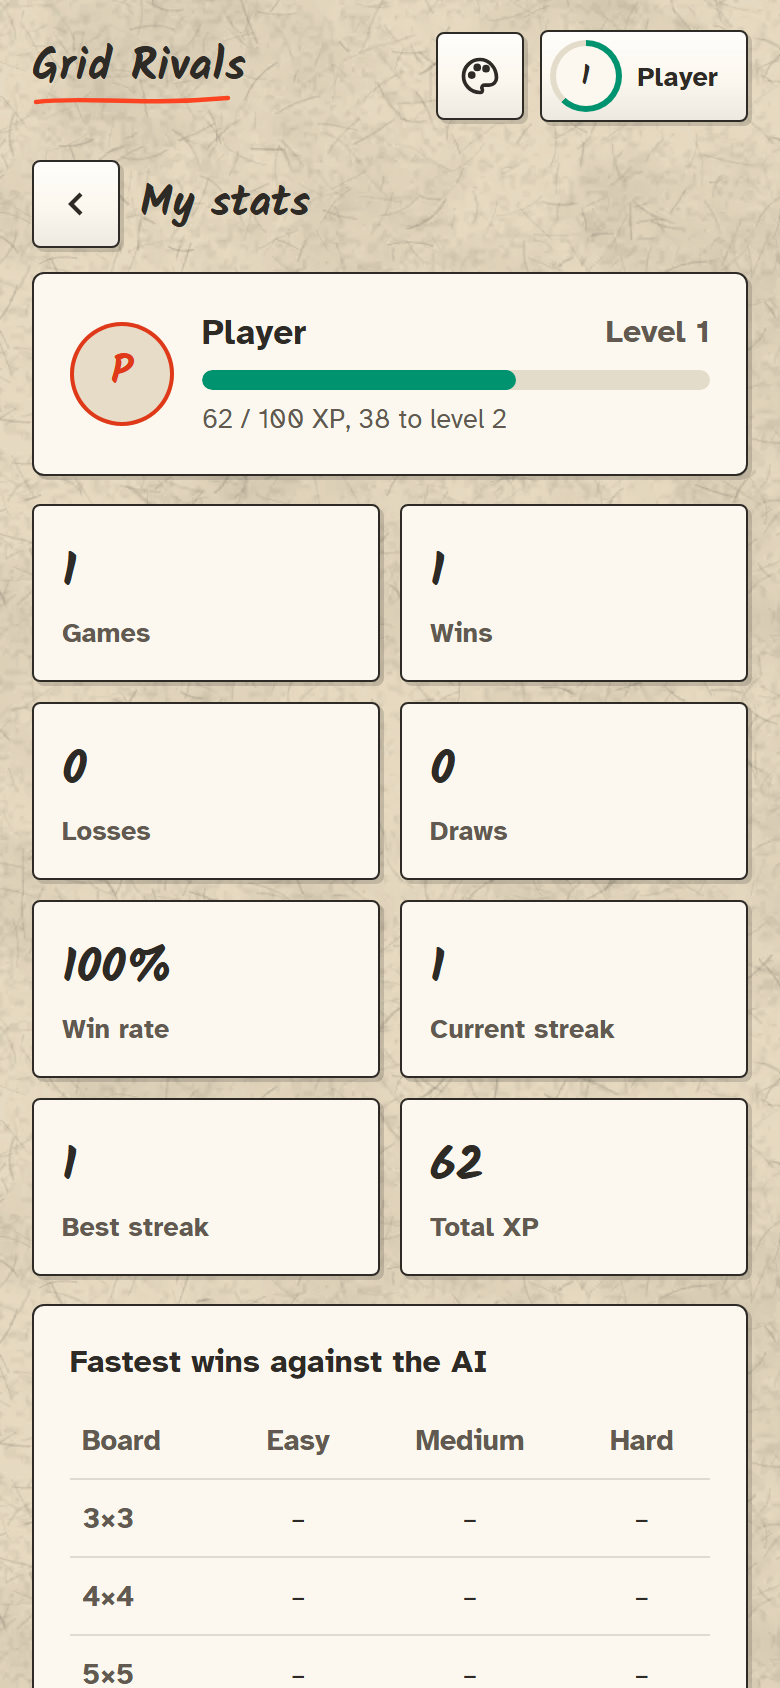 Grid Rivals
1
Player
My stats
P
Player
Level 1
62 / 100 XP, 38 to level 2
1
Games
1
Wins
0
Losses
0
Draws
100%
Win rate
1
Current streak
1
Best streak
62
Total XP
Fastest wins against the AI
Board Easy Medium Hard
3×3 – – –
4×4 – – –
5×5 – – –